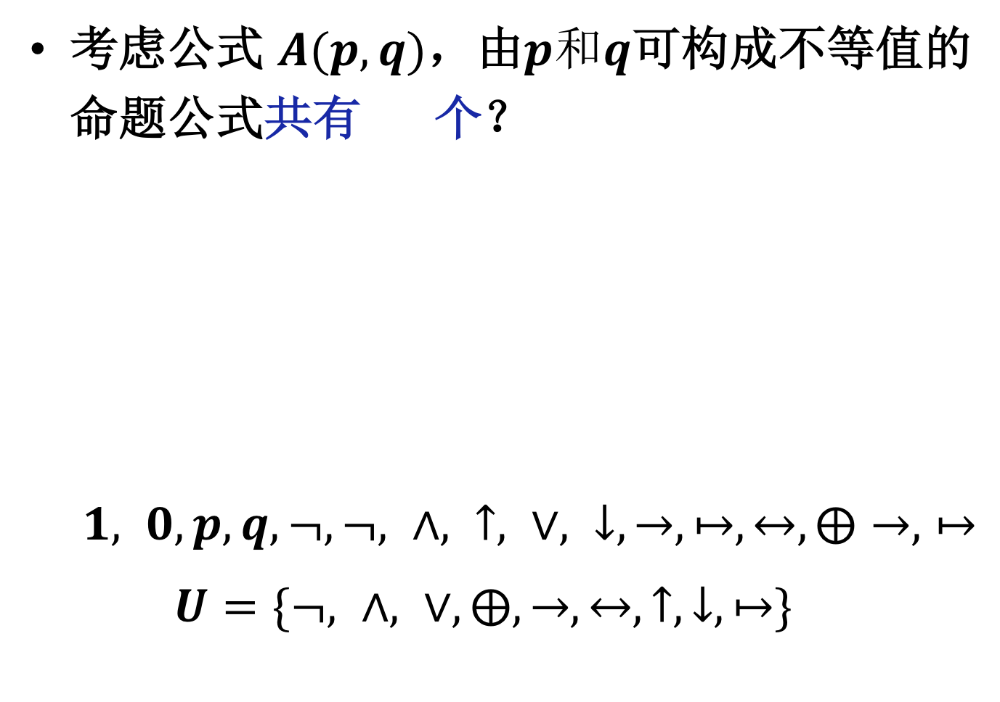 • 考虑公式 A(p, q)，由p和q可构成不等值的
命题公式共有 个？
1, 0, p, q, ¬, ¬, ∧, ↑, ∨, ↓, →, ↦, ↔, ⊕ →, ↦
U = {¬, ∧, ∨, ⊕, →, ↔, ↑, ↓, ↦}